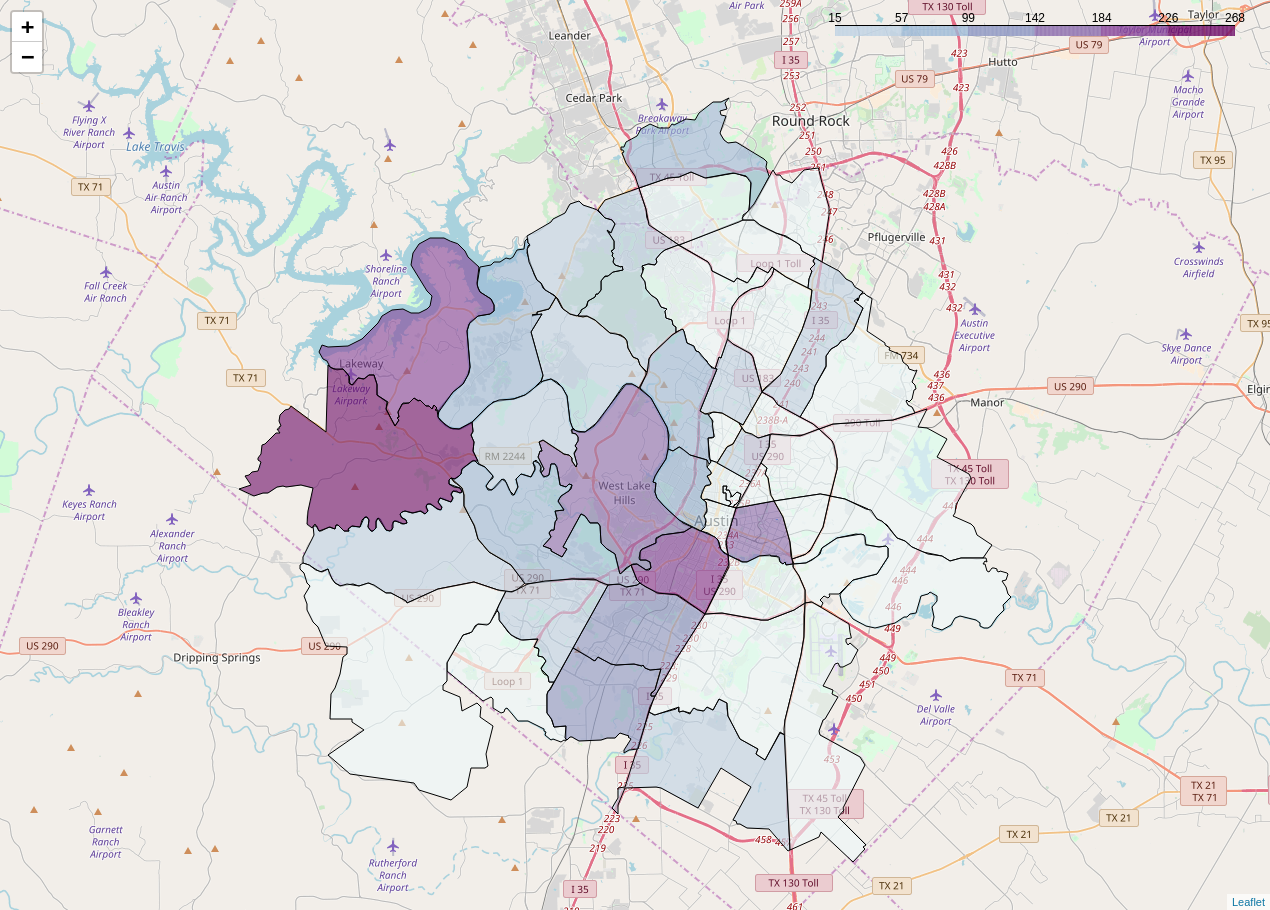 +
−
15 57 99 142 184 226 268
259A
256
257
253
252
251
250
251
248
247
246
243
244
241
243
240
238B-A
Air Park
TX 130 Toll
Taylor
Taylor Municipal
Airport
US 79
Leander
I 35
423
Hutto
US 79
423
Macho
Grande
Airport
Cedar Park
Flying X
River Ranch
Airport
Breakaway
Park Airport
Round Rock
Lake Travis
426
428B
428B
428A
TX 95
TX 71
Austin
Air Ranch
Airport
TX 45 Toll
US 183
Pflugerville
431
431
432
432
Crosswinds
Airfield
Loop 1 Toll
Shoreline
Ranch
Airport
Fall Creek
Air Ranch
TX 71
Loop 1
I 35
Austin
Executive
Airport
TX 95
Skye Dance
Airport
FM 734
Lakeway
Lakeway
Airpark
TX 71
US 183
436
437
436
US 290
Elgin
Manor
290 Toll
RM 2244
I 35
US 290
TX 45 Toll
TX 130 Toll
West Lake
Hills
Keyes Ranch
Airport
Austin
Alexander
Ranch
Airport
444
444
446
446
US 290
TX 71
US 290
TX 71
I 35
US 290
Bleakley
Ranch
Airport
US 290
US 290
US 290
Dripping Springs
449
449
450
451
450
TX 71
Loop 1
I 35
Del Valle
Airport
453
I 35
TX 45 Toll
TX 130 Toll
TX 21
TX 71
223
220
219
TX 21
TX 21
458
Garnett
Ranch
Airport
Rutherford
Ranch
Airport
I 35
TX 130 Toll
TX 21
461
Leaflet